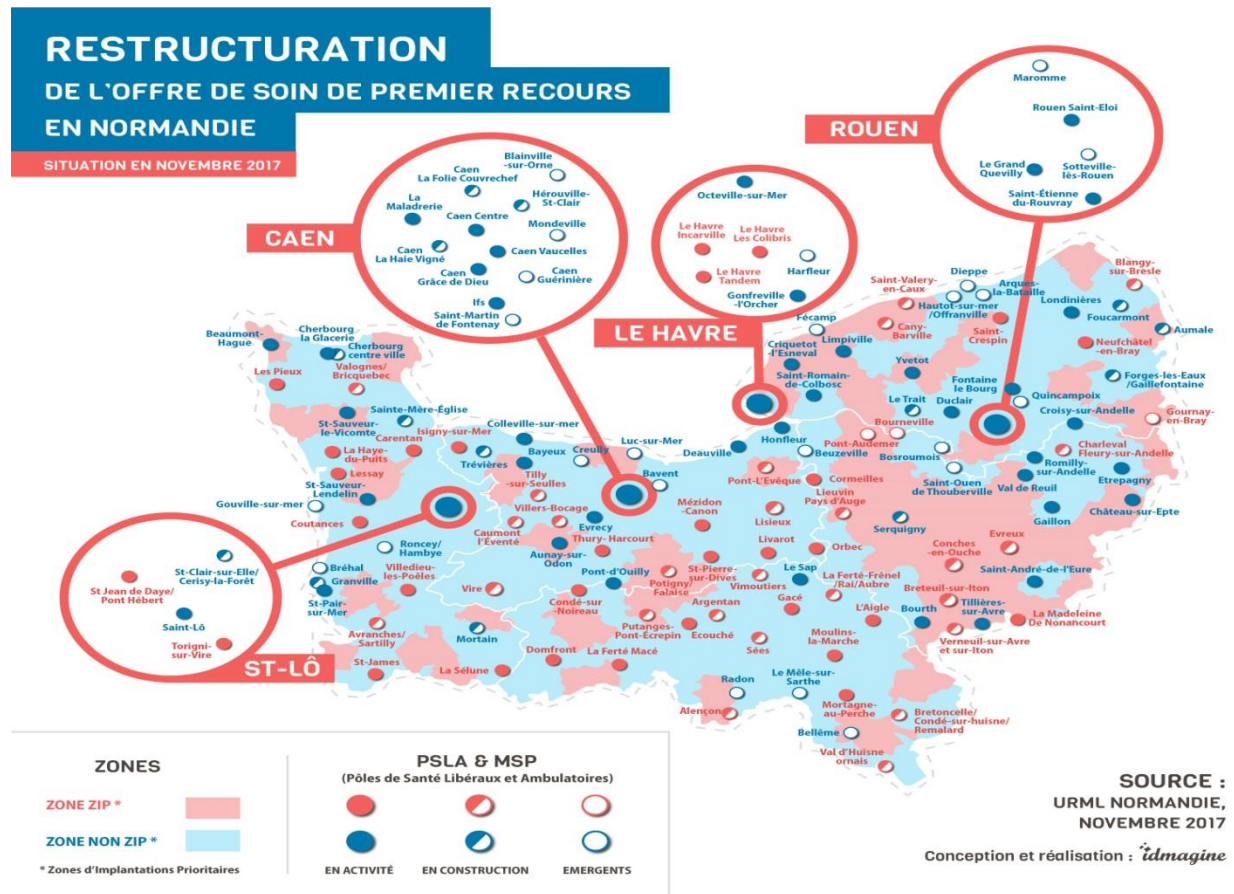 RESTRUCTURATION
DE L'OFFRE DE SOIN DE PREMIER RECOURS
EN NORMANDIE
SITUATION EN NOVEMBRE 2017
CAEN
Blainville
-sur-Orne
Caen
La Folie Couvrechef
Hérouville-
St-Clair
La
Maladrerie
Caen Centre
Mondeville
Caen
La Haie Vigné
Caen Vaucelles
Caen
Grâce de Dieu
Caen
Guérinière
Ifs
Saint-Martin
de Fontenay
LE HAVRE
Octeville-sur-Mer
Le Havre
Incarville
Le Havre
Les Colibris
Le Havre
Tandem
Harfleur
Gonfreville
-l'Orcher
ROUEN
Maromme
Rouen Saint-Eloi
Le Grand
Quevilly
Sotteville-
lès-Rouen
Saint-Étienne
du-Rouvray
ST-LÔ
St-Clair-sur-Elle/
Cerisy-la-Forêt
St Jean de Daye/
Pont Hébert
Saint-Lô
Torigni-
sur-Vire
Beaumont-
Hague
Cherbourg
la Glacerie
Cherbourg
centre ville
Valognes/
Bricquebec
Les Pieux
Sainte-Mère-Église
St-Sauveur-
le-Vicomte
Carentan
Isigny-sur-Mer
La Haye-
du-Puits
Lessay
St-Sauveur-
Lendelin
Gouville-sur-mer
Coutances
Roncey/
Hambye
Bréhal
Granville
St-Pair-
sur-Mer
Villedieu-
les-Poêles
Avranches/
Sartilly
St-James
Mortain
La Sélune
Colleville-sur-mer
Trévières
Bayeux
Tilly
-sur-Seulles
Creully
Luc-sur-Mer
Bavent
Villers-Bocage
Caumont
l'Éventé
Evrecy
Aunay-sur-
Odon
Thury-Harcourt
Vire
Condé-sur
-Noireau
Pont-d'Ouilly
Potigny/
Falaise
St-Pierre
-sur-Dives
Mézidon
-Canon
Lisieux
Livarot
Orbec
Vimoutiers
Le Sap
Gacé
Deauville
Honfleur
Beuzeville
Pont-L'Evêque
Cormeilles
Lieuvin
Pays d'Auge
Domfront
La Ferté Macé
Putanges-
Pont-Écrepin
Ecouché
Argentan
Sées
Moulins-
la-Marche
La Ferté-Frênel
/Rai/Aubre
L'Aigle
Radon
Alençon
Le Mêle-sur-
Sarthe
Mortagne-
au-Perche
Bellême
Val d'Huisne
ornais
Bretoncelle/
Condé-sur-huisne/
Remalard
Fécamp
Criquetot
-l'Esneval
Limpiville
Saint-Romain-
de-Colbosc
Saint-Valery-
en-Caux
Cany-
Barville
Dieppe
Arques-
la-Bataille
Hautot-sur-mer
/Offranville
Saint-
Crespin
Londinières
Blangy-
sur-Bresle
Foucarmont
Aumale
Neufchâtel
-en-Bray
Forges-les-Eaux
/Gaillefontaine
Yvetot
Le Trait
Duclair
Fontaine
le Bourg
Quincampoix
Croisy-sur-Andelle
Gournay-
en-Bray
Bourneville
Pont-Audemer
Bosroumois
Saint-Ouen
de Thouberville
Charleval
Fleury-sur-Andelle
Romilly-
sur-Andelle
Val de Reuil
Etrepagny
Gaillon
Château-sur-Epte
Serquigny
Conches
-en-Ouche
Evreux
Saint-André-de-l'Eure
Breteuil-sur-Iton
Tillières-
sur-Avre
Bourth
Verneuil-sur-Avre
et sur-Iton
La Madeleine
De Nonancourt
ZONES
ZONE ZIP *
ZONE NON ZIP *
* Zones d'Implantations Prioritaires
PSLA & MSP
(Pôles de Santé Libéraux et Ambulatoires)
EN ACTIVITÉ
EN CONSTRUCTION
EMERGENTS
SOURCE :
URML NORMANDIE,
NOVEMBRE 2017
Conception et réalisation : idmagine